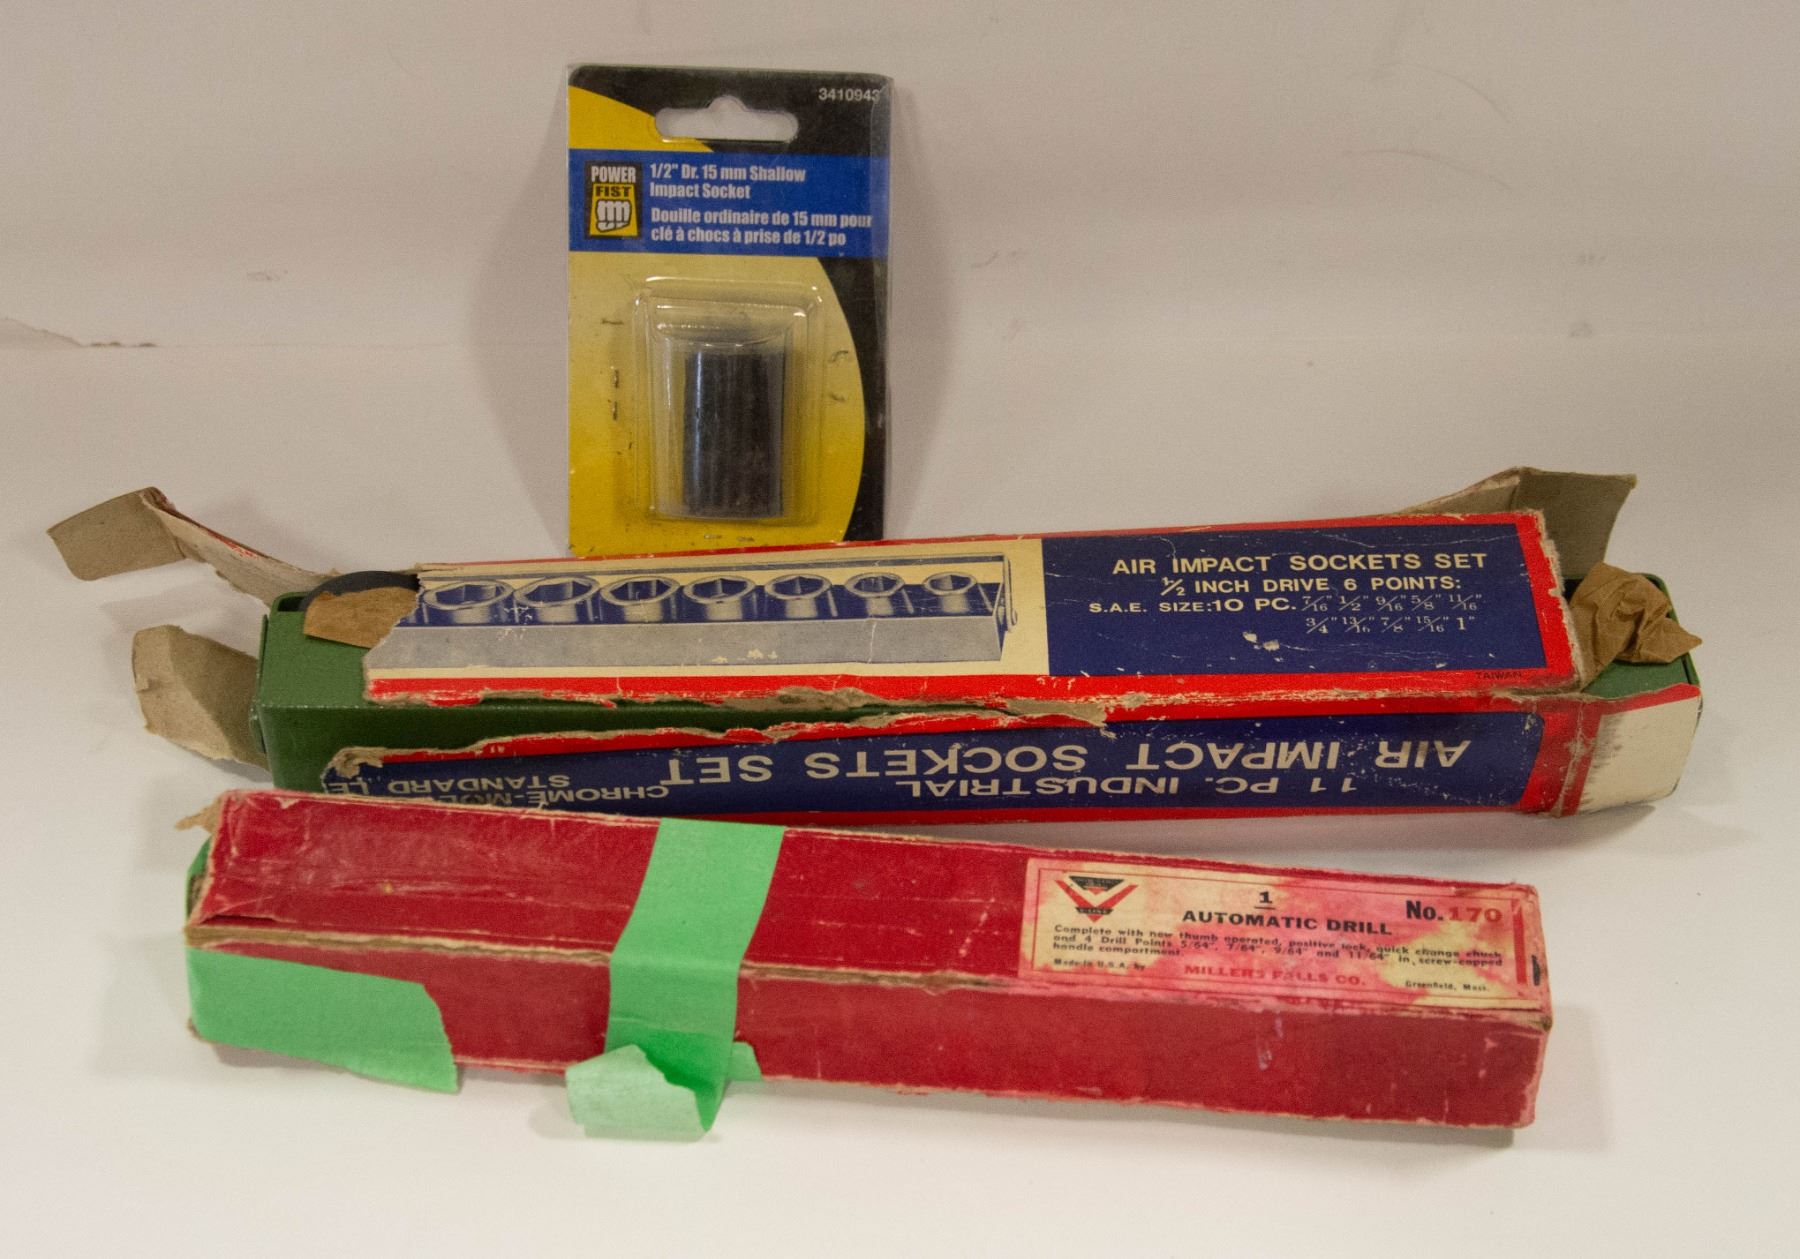 3410943
POWER
FIST
1/2" Dr. 15 mm Shallow
Impact Socket
Douille ordinaire de 15 mm pour
clé à chocs à prise de 1/2 po
AIR IMPACT SOCKETS SET
1/2 INCH DRIVE 6 POINTS:
S.A.E. SIZE: 10 PC. 7/16" 1/2" 9/16" 5/8" 11/16"
3/4" 13/16" 7/8" 15/16" 1"
TAIWAN
11 PC. INDUSTRIAL
AIR IMPACT SOCKETS SET
CHROME-MOL
STANDARD LE
1
AUTOMATIC DRILL
No. 170
Complete with new thumb operated, positive lock, quick change chuck
and 4 Drill Points 5/64", 7/64", 9/64" and 11/64" in screw-capped
handle compartment.
Made in U.S.A. by
MILLERS FALLS CO.
Greenfield, Mass.